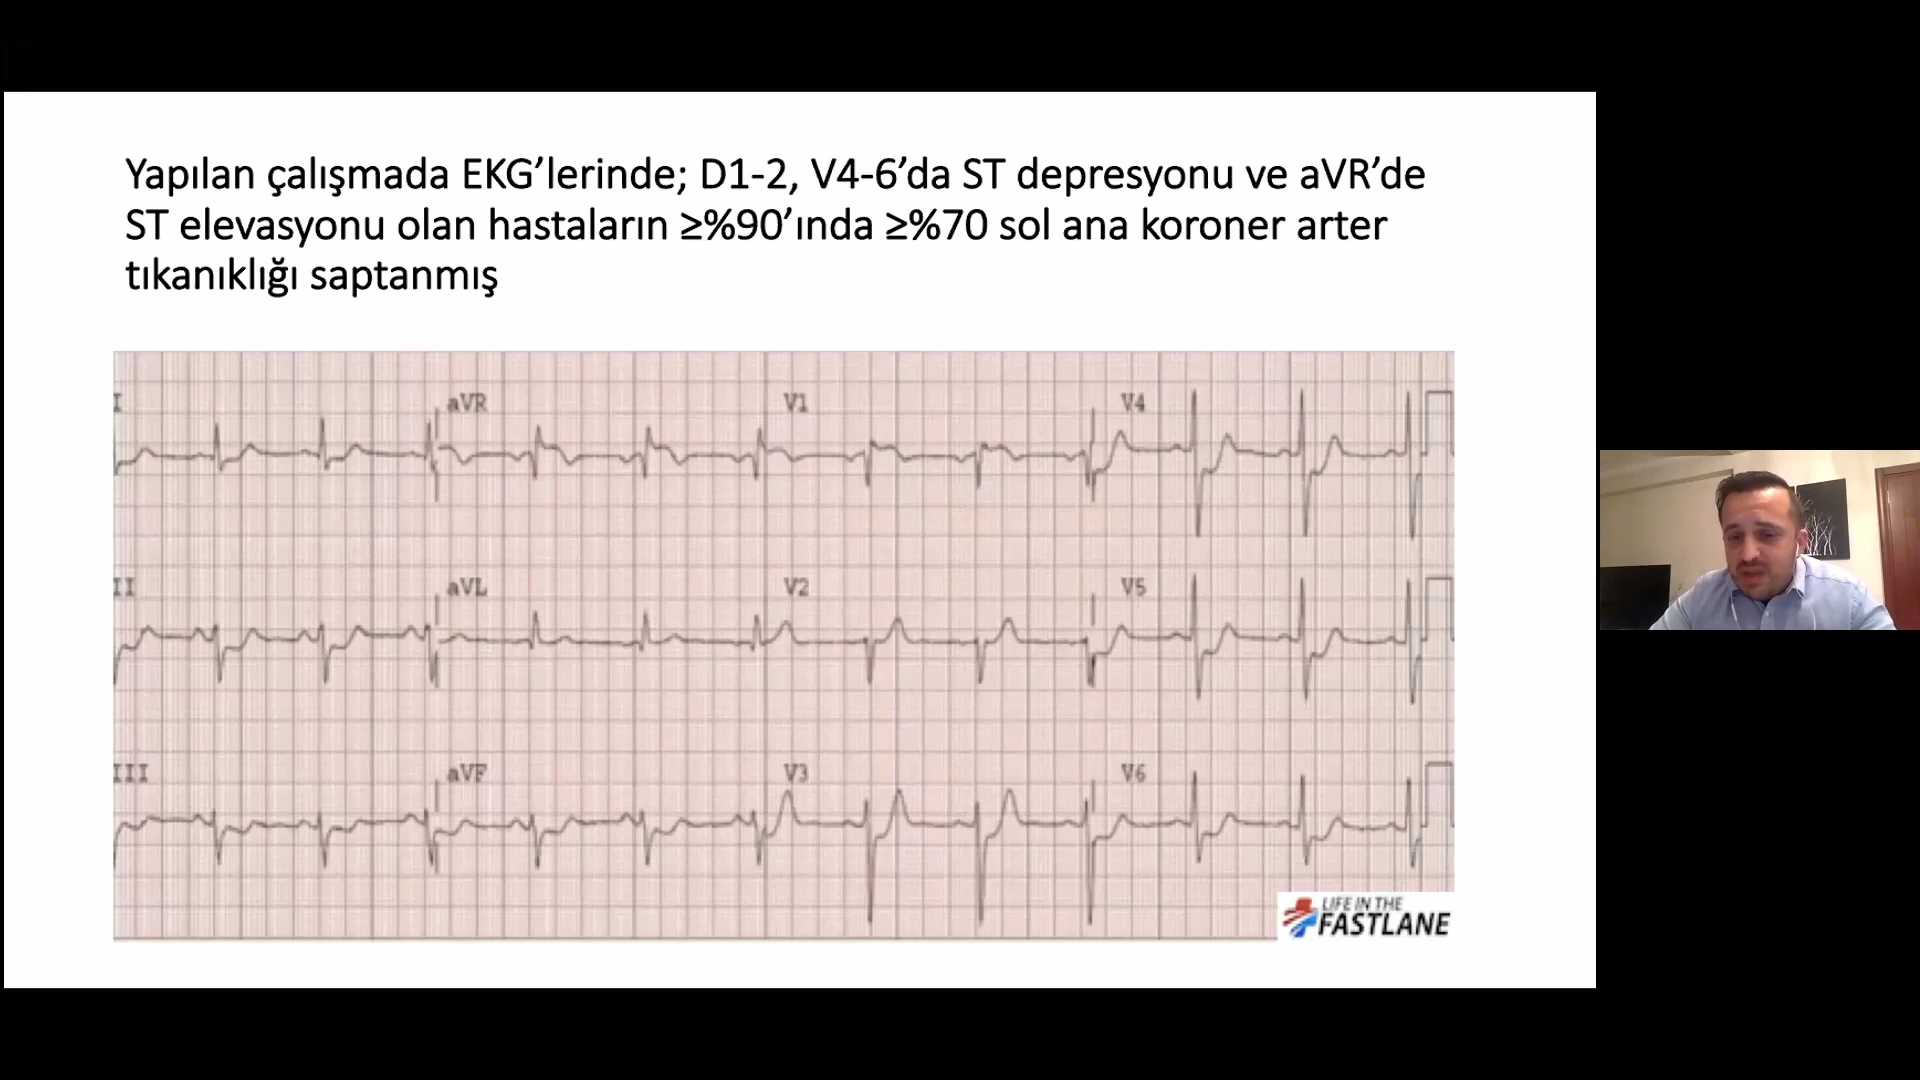 Yapılan çalışmada EKG’lerinde; D1-2, V4-6’da ST depresyonu ve aVR’de
ST elevasyonu olan hastaların ≥%90’ında ≥%70 sol ana koroner arter
tıkanıklığı saptanmış
I aVR V1 V4
II aVL V2 V5
III aVF V3 V6
LIFE IN THE
FASTLANE